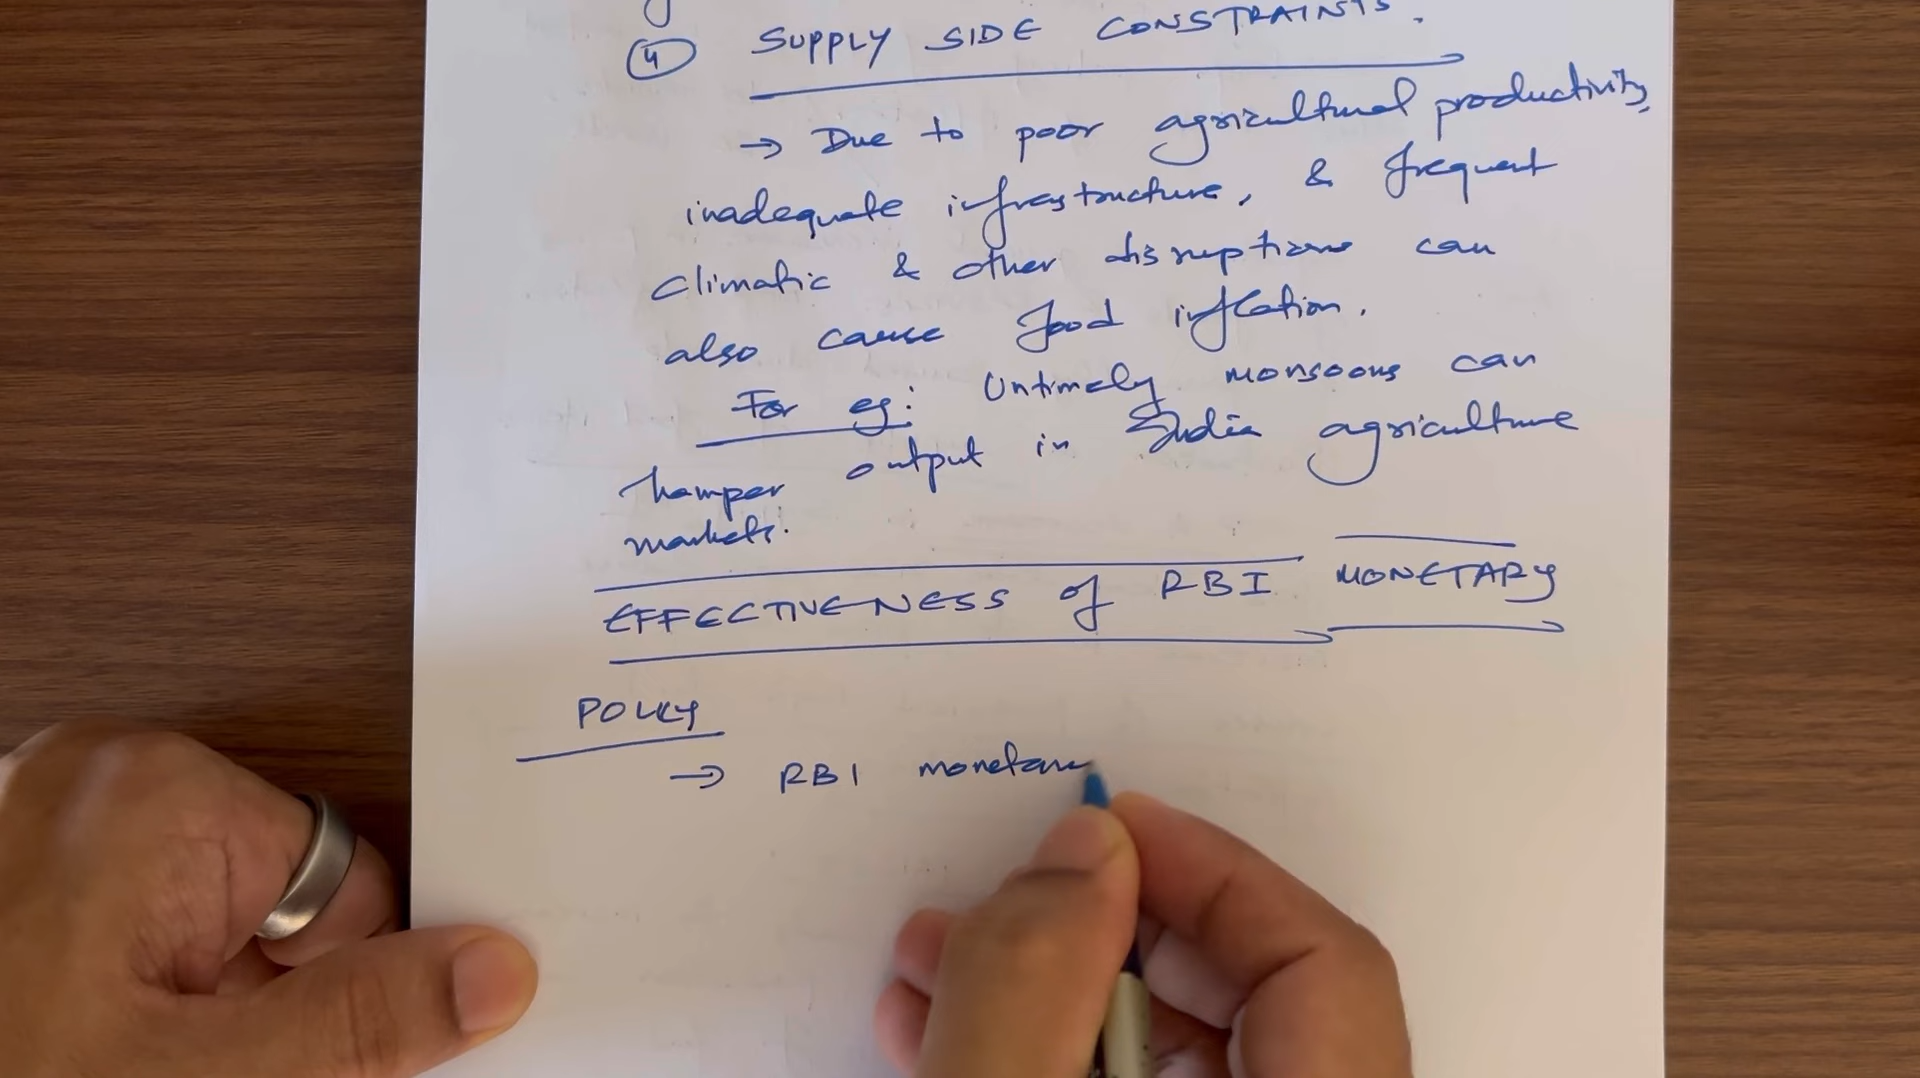 4 SUPPLY SIDE CONSTRAINTS.
→ Due to poor agricultural productivity,
inadequate infrastructure, & frequent
climatic & other disruptions can
also cause food inflation.
For eg: Untimely monsoons can
hamper output in India agriculture
markets.
EFFECTIVENESS of RBI MONETARY
POLICY
→ RBI monetary